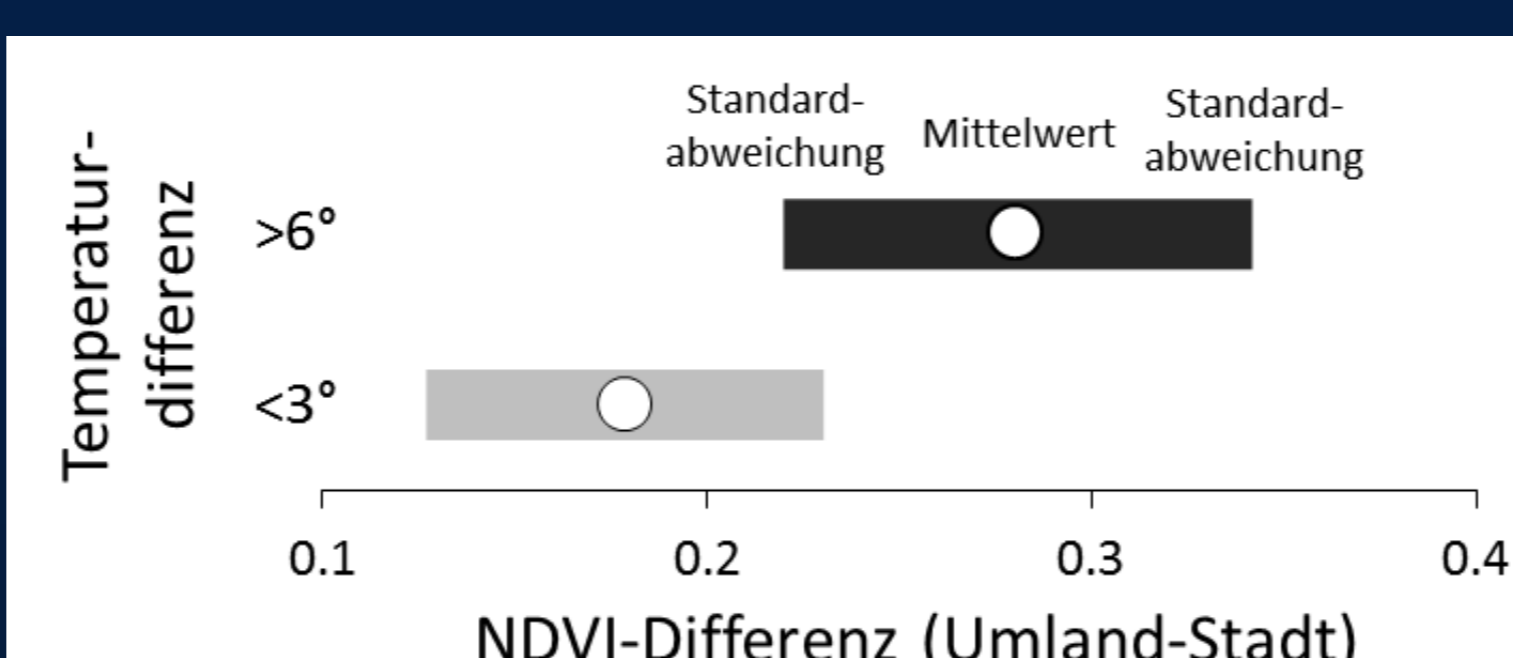 Standard-
abweichung
Mittelwert
Standard-
abweichung
Temperatur-
differenz
>6°
<3°
0.1 0.2 0.3 0.4
NDVI-Differenz (Umland-Stadt)